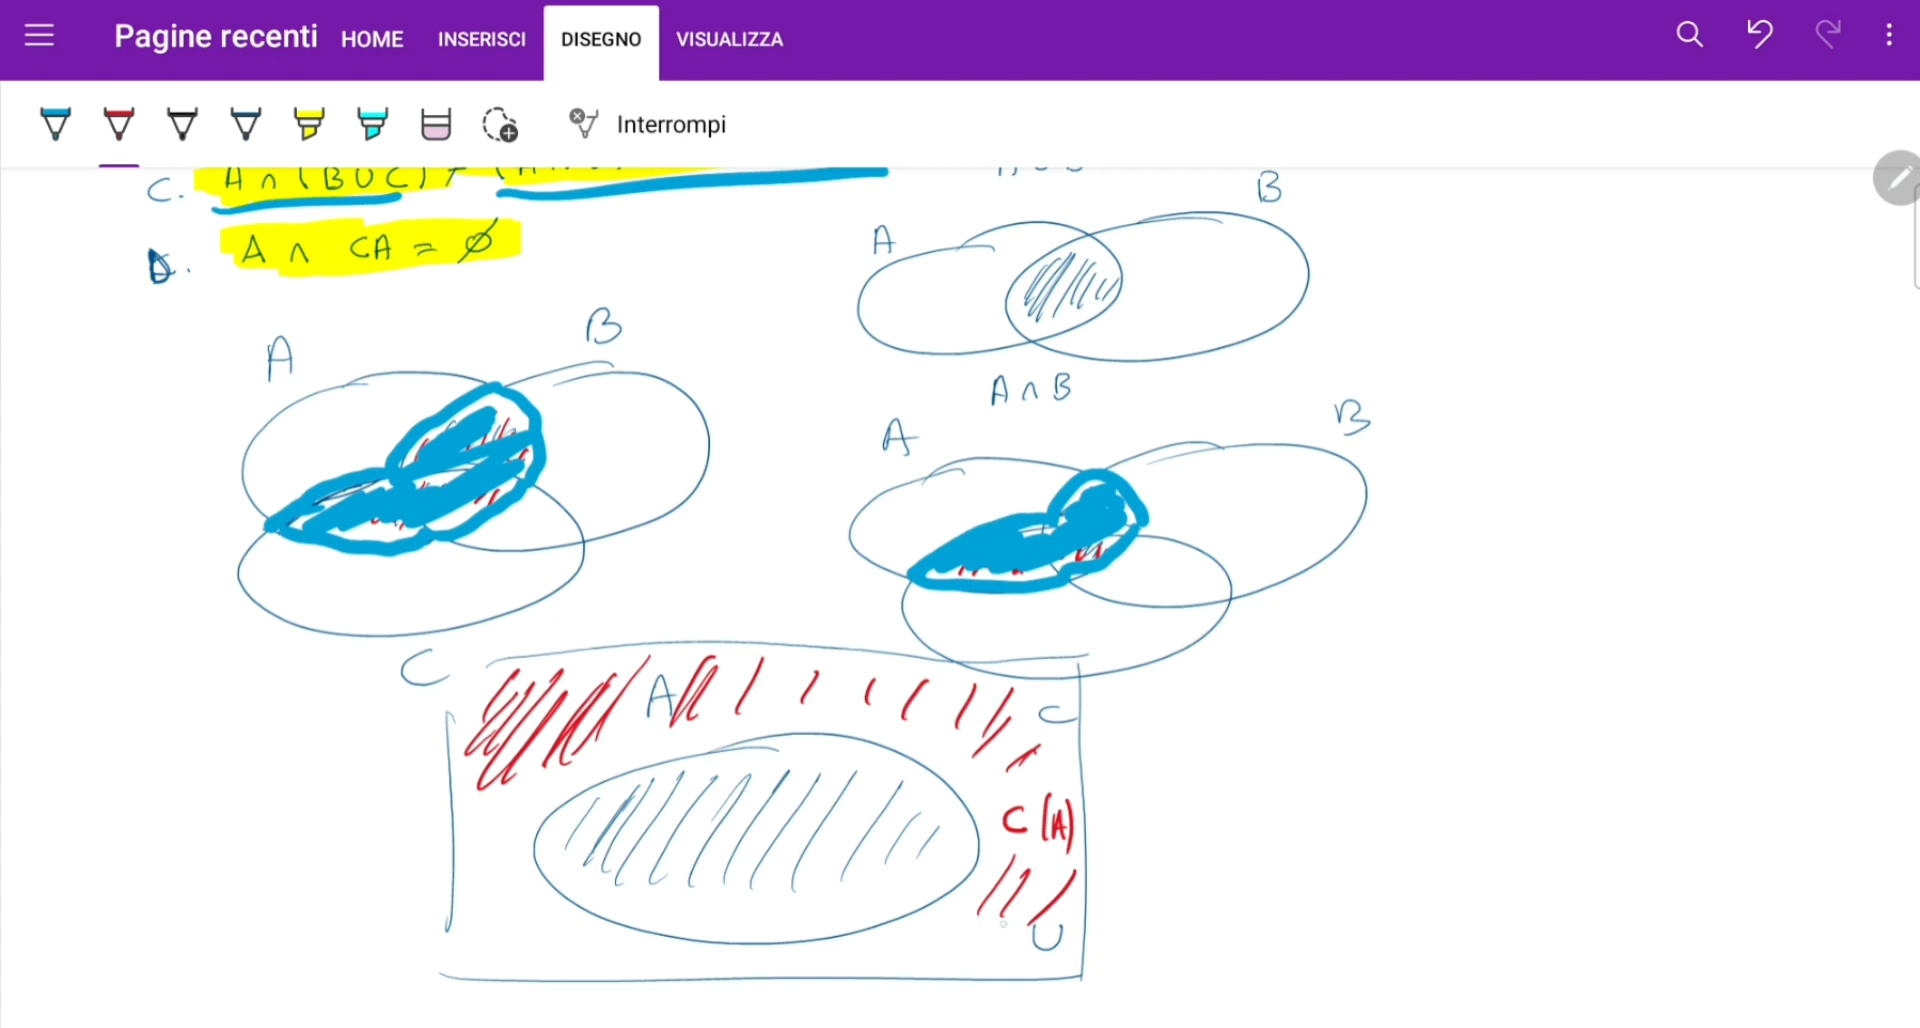 Pagine recenti HOME INSERISCI DISEGNO VISUALIZZA
Interrompi
C. A ∩ (B ∪ C) =
D. A ∩ CA = ∅
B
A
A
B
A ∩ B
A
B
C
A
C
C (A)
U